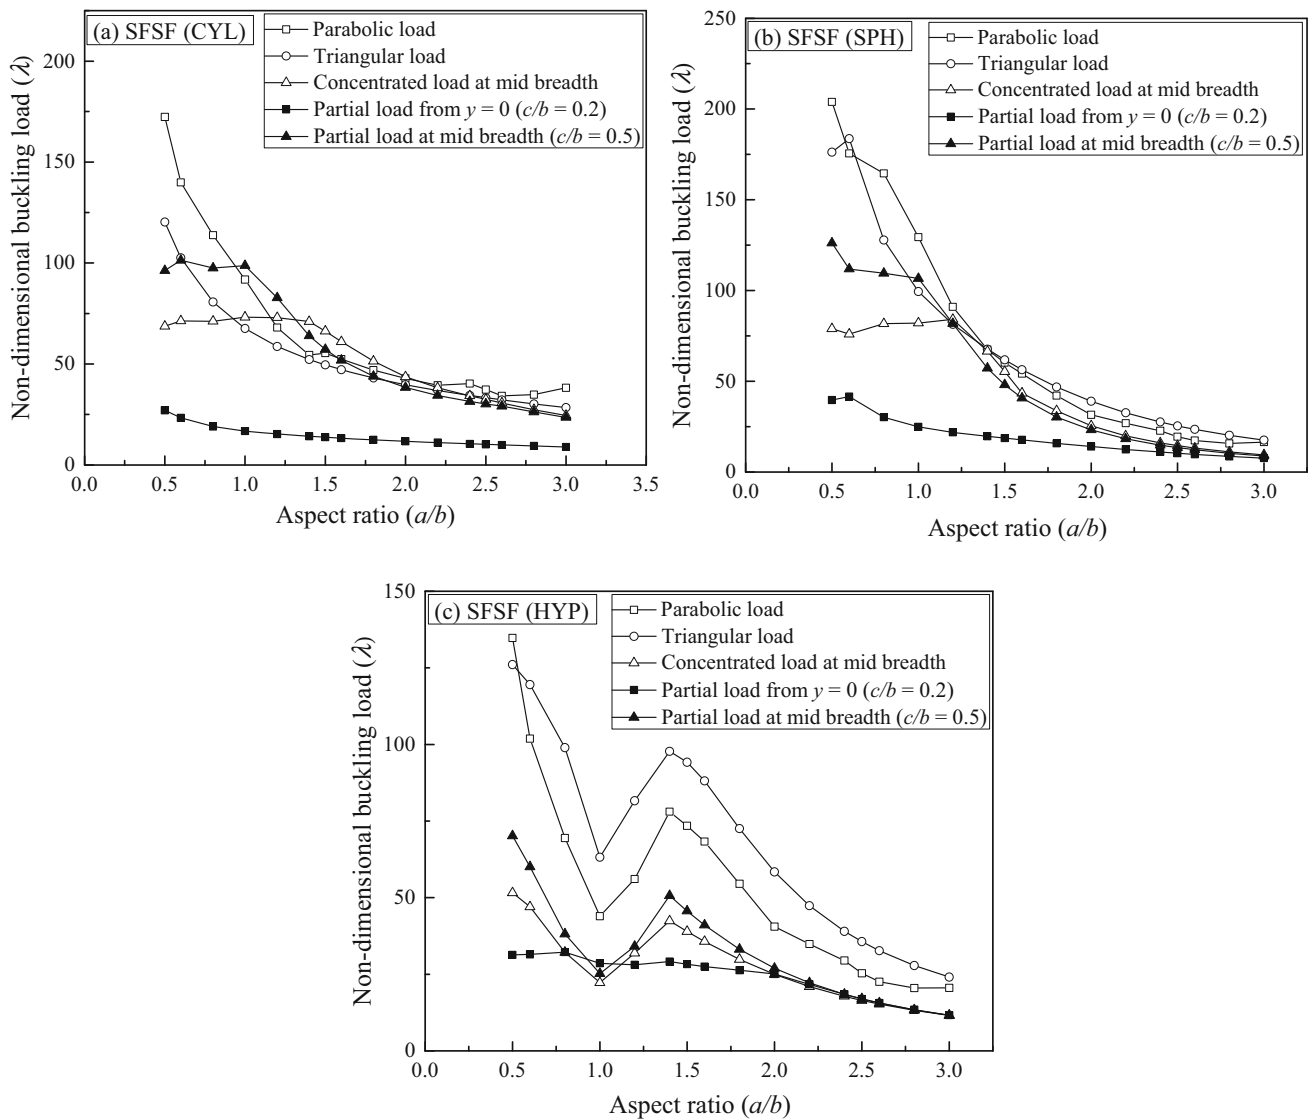 (a) SFSF (CYL)
Parabolic load
Triangular load
Concentrated load at mid breadth
Partial load from y = 0 (c/b = 0.2)
Partial load at mid breadth (c/b = 0.5)
Non-dimensional buckling load (λ)
200
150
100
50
0
0.0 0.5 1.0 1.5 2.0 2.5 3.0 3.5
Aspect ratio (a/b)
(b) SFSF (SPH)
Parabolic load
Triangular load
Concentrated load at mid breadth
Partial load from y = 0 (c/b = 0.2)
Partial load at mid breadth (c/b = 0.5)
Non-dimensional buckling load (λ)
250
200
150
100
50
0
0.0 0.5 1.0 1.5 2.0 2.5 3.0
Aspect ratio (a/b)
(c) SFSF (HYP)
Parabolic load
Triangular load
Concentrated load at mid breadth
Partial load from y = 0 (c/b = 0.2)
Partial load at mid breadth (c/b = 0.5)
Non-dimensional buckling load (λ)
150
100
50
0
0.0 0.5 1.0 1.5 2.0 2.5 3.0
Aspect ratio (a/b)